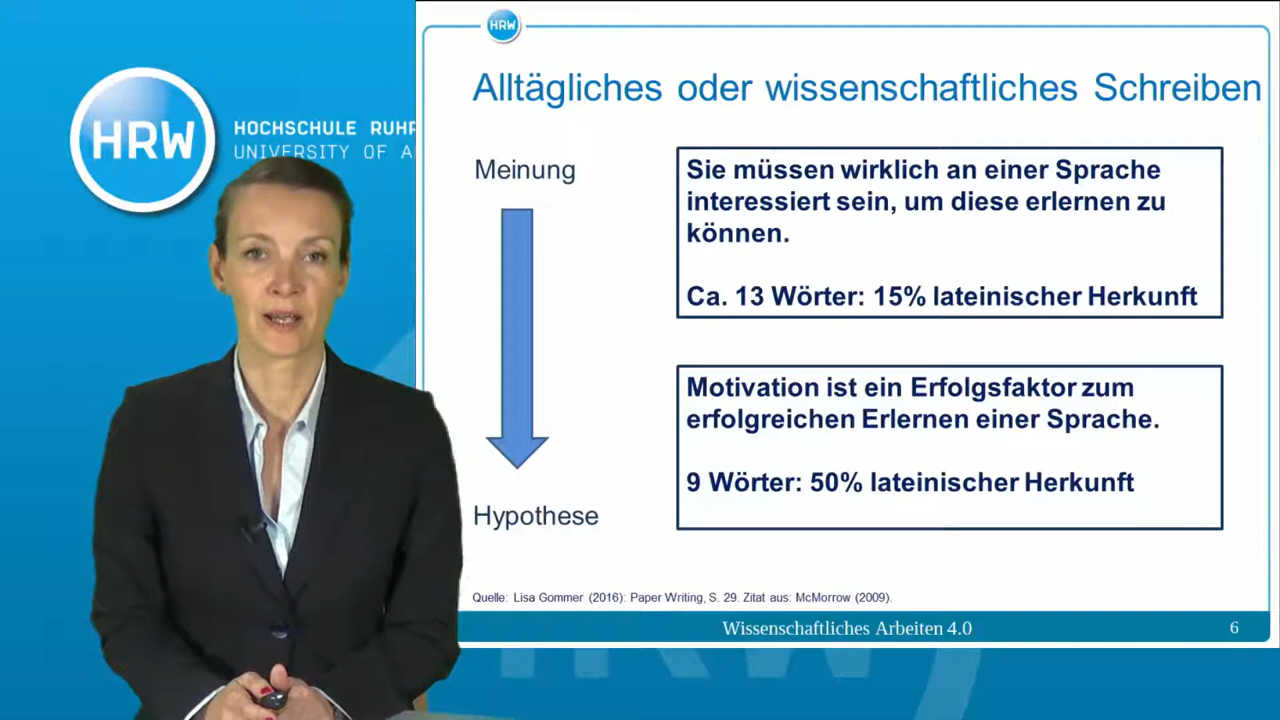 HRW
HOCHSCHULE RUHR
UNIVERSITY OF
HRW
Alltägliches oder wissenschaftliches Schreiben
Meinung
Sie müssen wirklich an einer Sprache
interessiert sein, um diese erlernen zu
können.
Ca. 13 Wörter: 15% lateinischer Herkunft
Motivation ist ein Erfolgsfaktor zum
erfolgreichen Erlernen einer Sprache.
9 Wörter: 50% lateinischer Herkunft
Hypothese
Quelle: Lisa Gommer (2016): Paper Writing, S. 29. Zitat aus: McMorrow (2009).
Wissenschaftliches Arbeiten 4.0
6
HRW